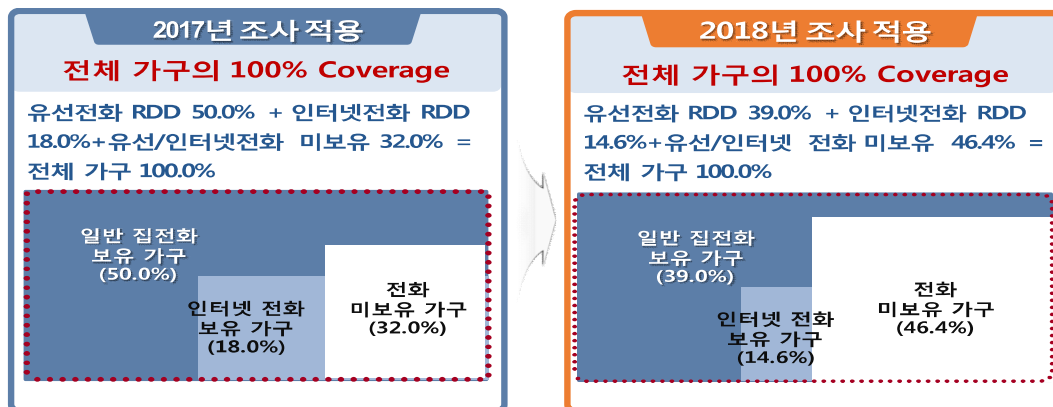 2017년 조사 적용
전체 가구의 100% Coverage
유선전화 RDD 50.0% + 인터넷전화 RDD
18.0%+유선/인터넷전화 미보유 32.0% =
전체 가구 100.0%
일반 집전화
보유 가구
(50.0%)
인터넷 전화
보유 가구
(18.0%)
전화
미보유 가구
(32.0%)
2018년 조사 적용
전체 가구의 100% Coverage
유선전화 RDD 39.0% + 인터넷전화 RDD
14.6%+유선/인터넷 전화 미보유 46.4% =
전체 가구 100.0%
일반 집전화
보유 가구
(39.0%)
인터넷 전화
보유 가구
(14.6%)
전화
미보유 가구
(46.4%)